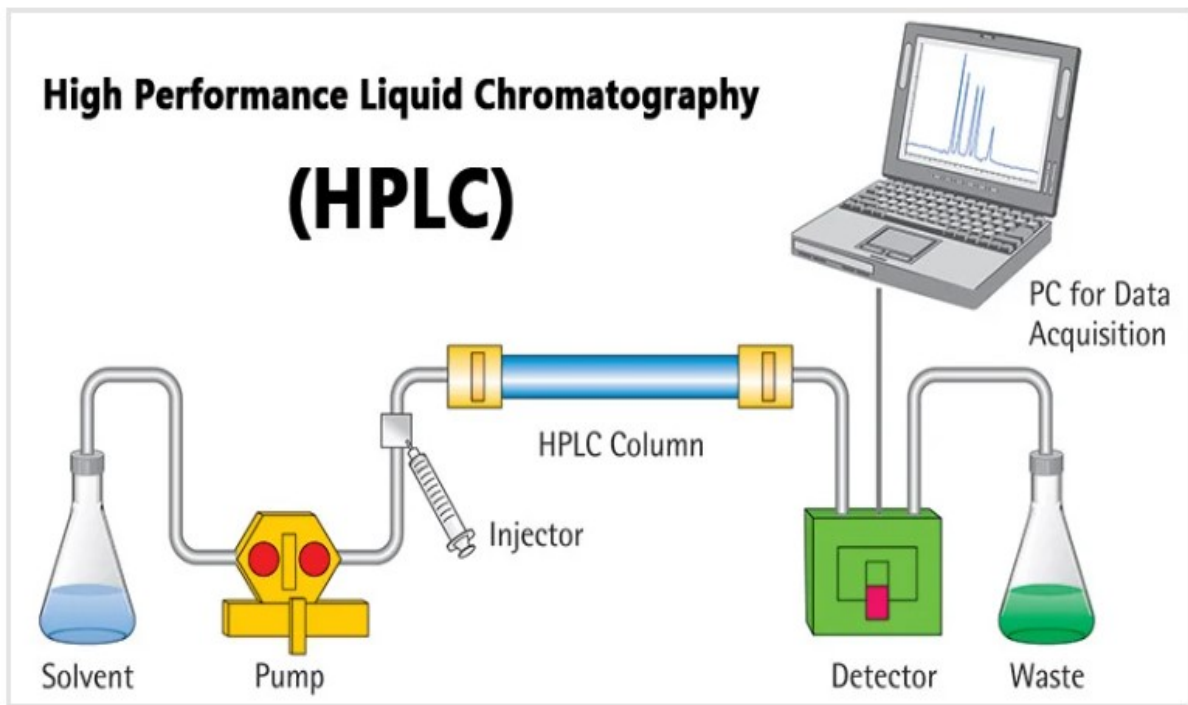 High Performance Liquid Chromatography
(HPLC)
PC for Data
Acquisition
HPLC Column
Injector
Solvent
Pump
Detector
Waste